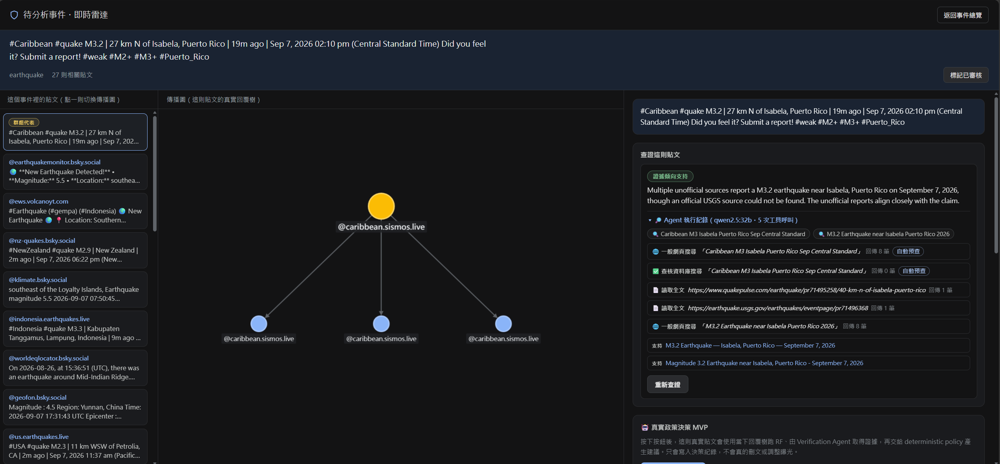 待分析事件・即時雷達
返回事件總覽
#Caribbean #quake M3.2 | 27 km N of Isabela, Puerto Rico | 19m ago | Sep 7, 2026 02:10 pm (Central Standard Time) Did you feel
it? Submit a report! #weak #M2+ #M3+ #Puerto_Rico
earthquake 27 則相關貼文
標記已審核
這個事件裡的貼文（點一則切換傳播圖）
群組代表
#Caribbean #quake M3.2 | 27 km N of
Isabela, Puerto Rico | 19m ago | Sep 7, 202...
@earthquakemonitor.bsky.social
🌍 **New Earthquake Detected!** •
**Magnitude:** 5.5 • **Location:** southea...
@ews.volcanoyt.com
#Earthquake (#gempa) (#Indonesia) 🌍 New
Earthquake 🌍 📍 Location: Southern...
@nz-quakes.bsky.social
#NewZealand #quake M2.9 | New Zealand |
2m ago | Sep 7, 2026 06:22 pm (New...
@klimate.bsky.social
southeast of the Loyalty Islands, Earthquake
magnitude 5.5 2026-09-07 07:50:45...
@indonesia.earthquakes.live
#Indonesia #quake M3.3 | Kabupaten
Tanggamus, Lampung, Indonesia | 9m ago ...
@worldeqlocator.bsky.social
On 2026-08-26, at 15:36:51 (UTC), there was
an earthquake around Mid-Indian Ridge....
@geofon.bsky.social
Magnitude : 4.5 Region: Yunnan, China Time:
2026-09-07 17:31:43 UTC Epicenter :...
@us.earthquakes.live
#USA #quake M2.3 | 11 km WSW of Petrolia,
CA | 2m ago | Sep 7, 2026 11:37 am (Pacific...
傳播圖（這則貼文的真實回覆樹）
@caribbean.sismos.live
@caribbean.sismos.live
@caribbean.sismos.live
@caribbean.sismos.live
#Caribbean #quake M3.2 | 27 km N of Isabela, Puerto Rico | 19m ago | Sep 7, 2026 02:10 pm (Central
Standard Time) Did you feel it? Submit a report! #weak #M2+ #M3+ #Puerto_Rico
查證這則貼文
證據傾向支持
Multiple unofficial sources report a M3.2 earthquake near Isabela, Puerto Rico on September 7, 2026,
though an official USGS source could not be found. The unofficial reports align closely with the claim.
▾ 🔎 Agent 執行紀錄（qwen2.5:32b・5 次工具呼叫）
🔍 Caribbean M3 Isabela Puerto Rico Sep Central Standard
🔍 M3.2 Earthquake near Isabela Puerto Rico 2026
🌐 一般網頁搜尋 「Caribbean M3 Isabela Puerto Rico Sep Central Standard」 回傳 8 筆 自動預查
✅ 查核資料庫搜尋 「Caribbean M3 Isabela Puerto Rico Sep Central Standard」 回傳 0 筆 自動預查
📄 讀取全文 https://www.quakepulse.com/earthquake/pr71495258/40-km-n-of-isabela-puerto-rico 回傳 1 筆
📄 讀取全文 https://earthquake.usgs.gov/earthquakes/eventpage/pr71496368 回傳 1 筆
🌐 一般網頁搜尋 「M3.2 Earthquake near Isabela Puerto Rico 2026」 回傳 8 筆
支持 M3.2 Earthquake — Isabela, Puerto Rico — September 7, 2026
支持 Magnitude 3.2 Earthquake near Isabela, Puerto Rico - September 7, 2026
重新查證
🤖 真實政策決策 MVP
按下按鈕後，這則真實貼文會使用當下回覆樹跑 RF、由 Verification Agent 取得證據，再交給 deterministic policy 產
生建議。只會寫入決策紀錄，不會真的刪文或調整曝光。